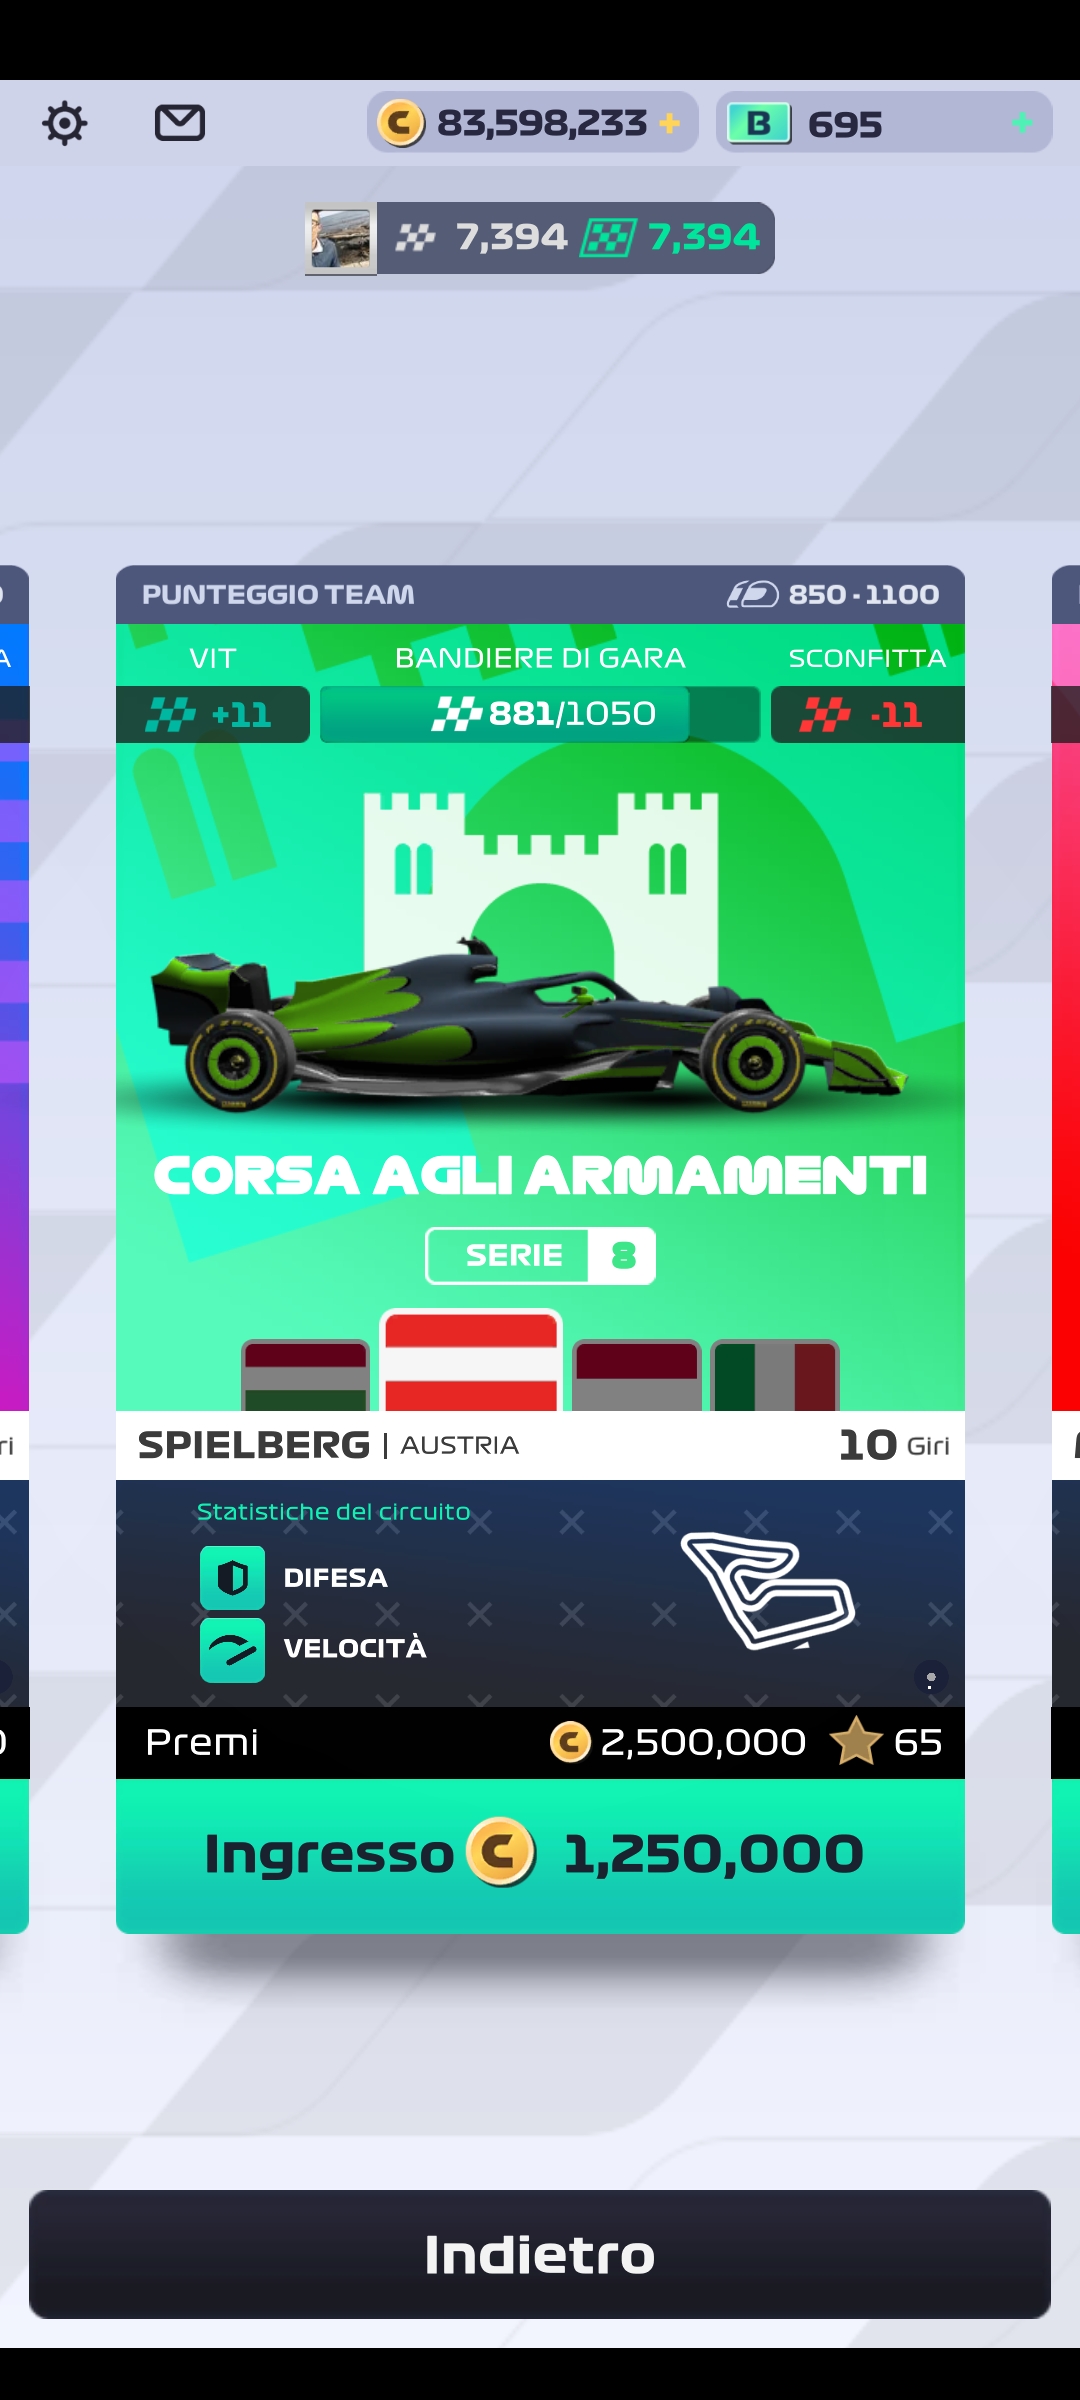 C 83,598,233 +
B 695 +
7,394 7,394
PUNTEGGIO TEAM 850 - 1100
VIT BANDIERE DI GARA SCONFITTA
+11 881/1050 -11
P ZERO P ZERO
CORSA AGLI ARMAMENTI
SERIE 8
SPIELBERG | AUSTRIA 10 Giri
Statistiche del circuito
DIFESA
VELOCITÀ
Premi C 2,500,000 65
Ingresso C 1,250,000
Indietro